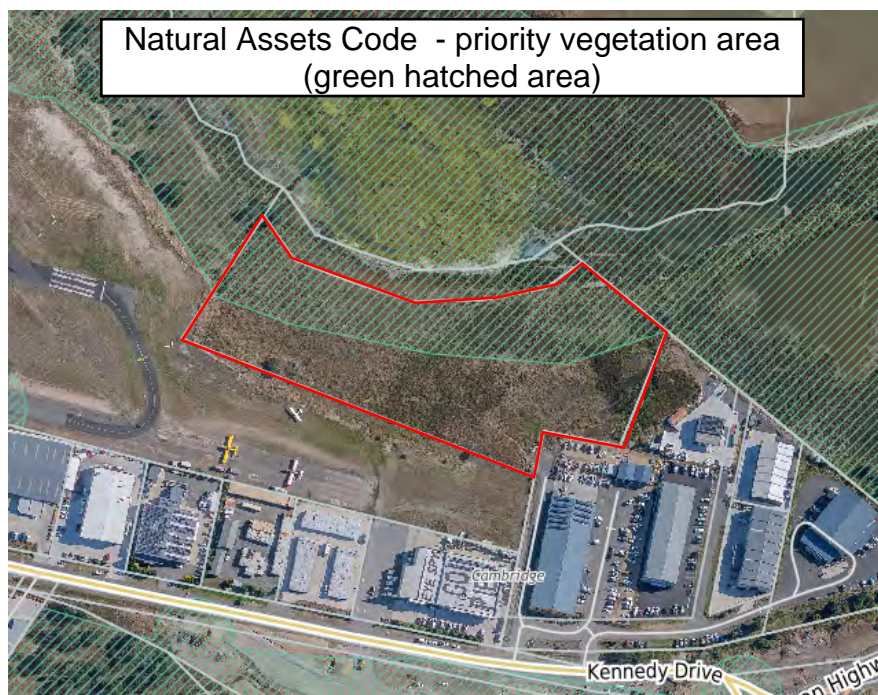 Natural Assets Code - priority vegetation area
(green hatched area)
Cambridge
Kennedy Drive